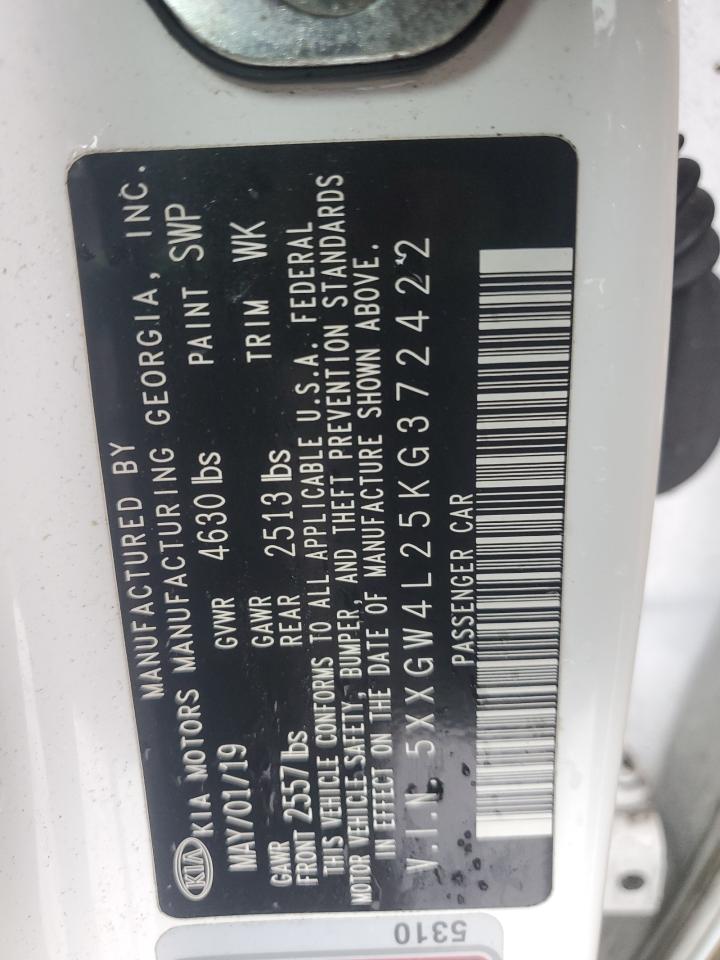 MANUFACTURED BY
KIA KIA MOTORS MANUFACTURING GEORGIA, INC.
MAY/01/19 GVWR 4630 lbs PAINT SWP
GAWR FRONT 2557 lbs GAWR REAR 2513 lbs TRIM WK
THIS VEHICLE CONFORMS TO ALL APPLICABLE U.S.A. FEDERAL
MOTOR VEHICLE SAFETY, BUMPER, AND THEFT PREVENTION STANDARDS
IN EFFECT ON THE DATE OF MANUFACTURE SHOWN ABOVE.
V.I.N. 5XXGW4L25KG372422
PASSENGER CAR
5310